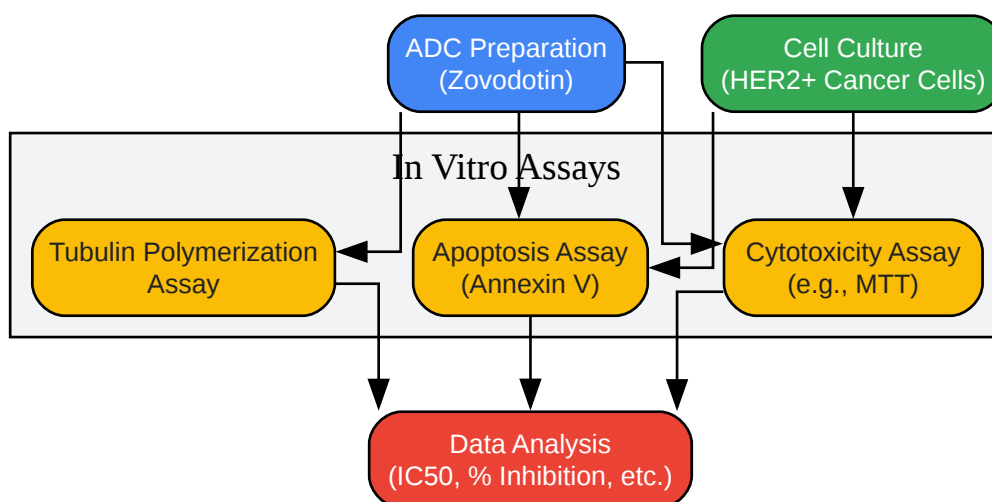 ADC Preparation
(Zovodotin)
Cell Culture
(HER2+ Cancer Cells)
In Vitro Assays
Tubulin Polymerization
Assay
Apoptosis Assay
(Annexin V)
Cytotoxicity Assay
(e.g., MTT)
Data Analysis
(IC50, % Inhibition, etc.)